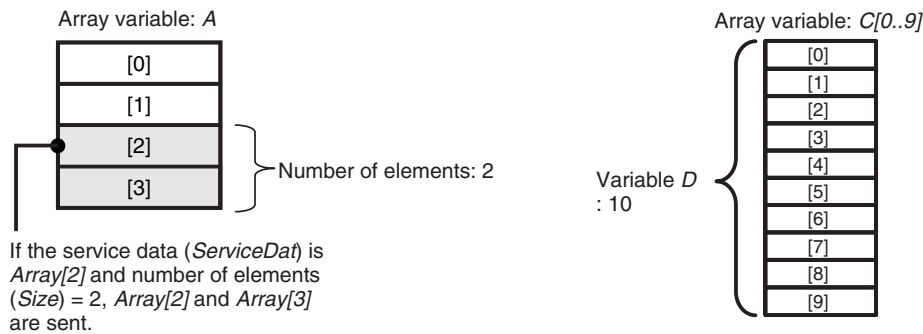 Array variable: A
[0]
[1]
[2]
[3]
Number of elements: 2
If the service data (ServiceDat) is
Array[2] and number of elements
(Size) = 2, Array[2] and Array[3]
are sent.
Array variable: C[0..9]
[0]
[1]
[2]
[3]
[4]
[5]
[6]
[7]
[8]
[9]
Variable D
: 10